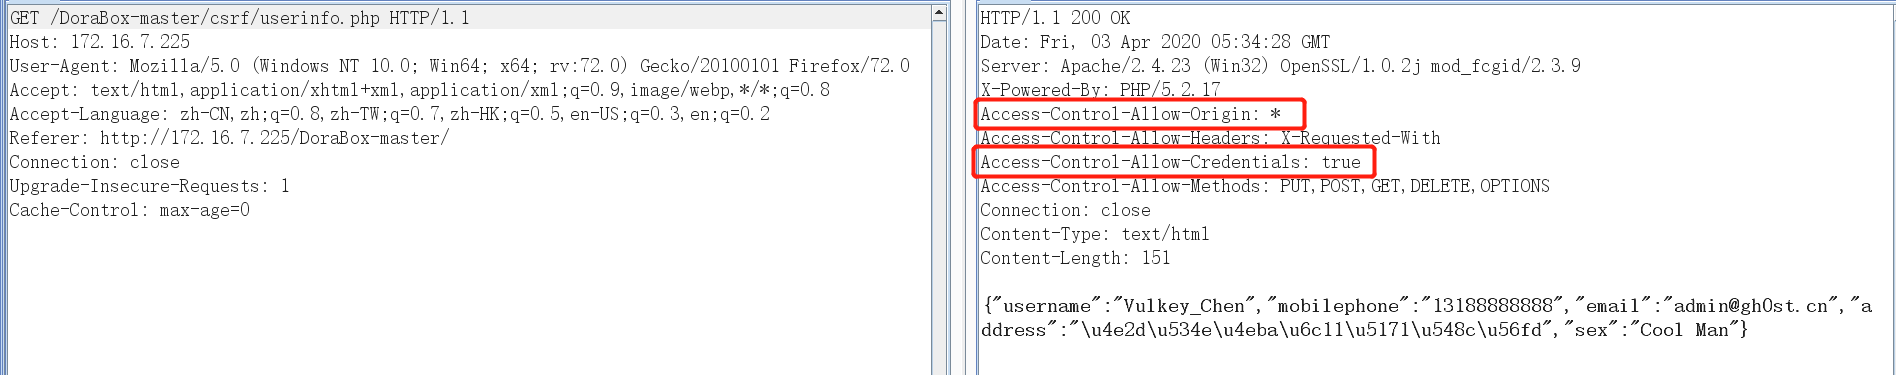 GET /DoraBox-master/csrf/userinfo.php HTTP/1.1
Host: 172.16.7.225
User-Agent: Mozilla/5.0 (Windows NT 10.0; Win64; x64; rv:72.0) Gecko/20100101 Firefox/72.0
Accept: text/html,application/xhtml+xml,application/xml;q=0.9,image/webp,*/*;q=0.8
Accept-Language: zh-CN,zh;q=0.8,zh-TW;q=0.7,zh-HK;q=0.5,en-US;q=0.3,en;q=0.2
Referer: http://172.16.7.225/DoraBox-master/
Connection: close
Upgrade-Insecure-Requests: 1
Cache-Control: max-age=0
HTTP/1.1 200 OK
Date: Fri, 03 Apr 2020 05:34:28 GMT
Server: Apache/2.4.23 (Win32) OpenSSL/1.0.2j mod_fcgid/2.3.9
X-Powered-By: PHP/5.2.17
Access-Control-Allow-Origin: *
Access-Control-Allow-Headers: X-Requested-With
Access-Control-Allow-Credentials: true
Access-Control-Allow-Methods: PUT,POST,GET,DELETE,OPTIONS
Connection: close
Content-Type: text/html
Content-Length: 151
{"username":"Vulkey_Chen","mobilephone":"13188888888","email":"admin@gh0st.cn","a
ddress":"\u4e2d\u534e\u4eba\u6c11\u5171\u548c\u56fd","sex":"Cool Man"}